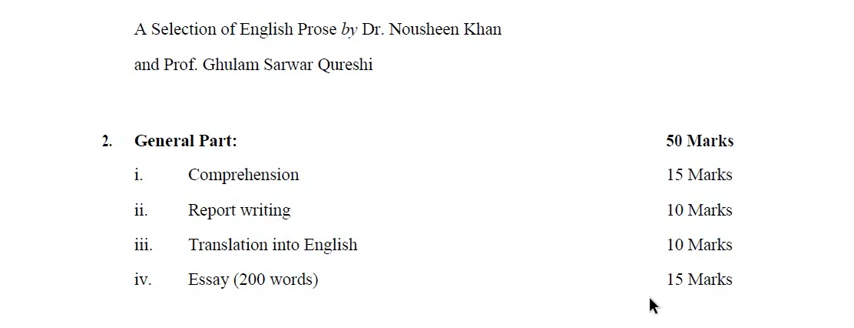 A Selection of English Prose by Dr. Nousheen Khan
and Prof. Ghulam Sarwar Qureshi
2. General Part: 50 Marks
i. Comprehension 15 Marks
ii. Report writing 10 Marks
iii. Translation into English 10 Marks
iv. Essay (200 words) 15 Marks